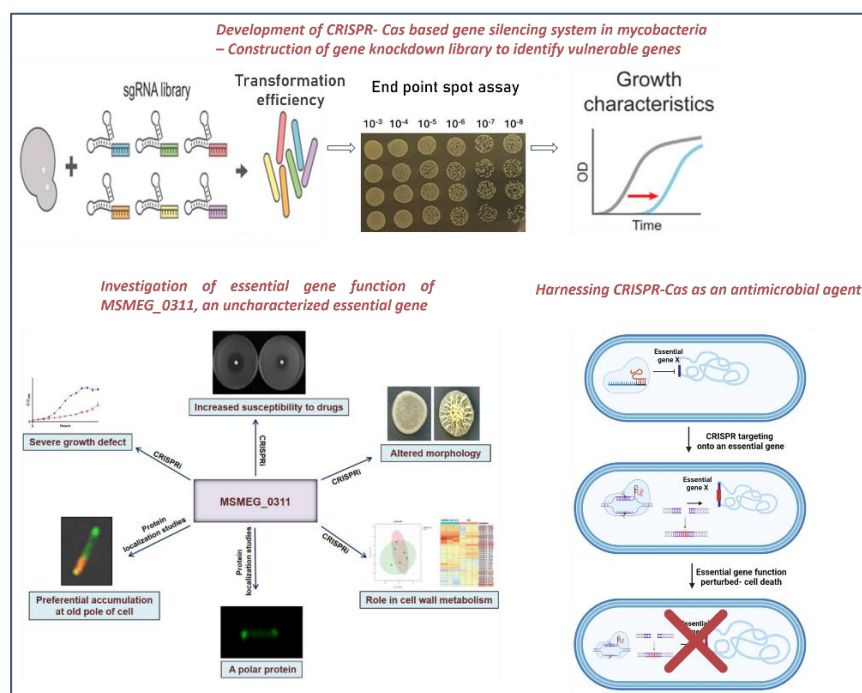 Development of CRISPR- Cas based gene silencing system in mycobacteria
– Construction of gene knockdown library to identify vulnerable genes
sgRNA library
Transformation
efficiency
End point spot assay
10-3 10-4 10-5 10-6 10-7 10-8
Growth
characteristics
OD
Time
Investigation of essential gene function of
MSMEG_0311, an uncharacterized essential gene
Increased susceptibility to drugs
Severe growth defect
CRISPRi
CRISPRi
CRISPRi
Altered morphology
MSMEG_0311
Protein
localization studies
Protein
localization studies
CRISPRi
Preferential accumulation
at old pole of cell
Role in cell wall metabolism
A polar protein
Harnessing CRISPR-Cas as an antimicrobial agent
Essential
gene X
CRISPR targeting
onto an essential gene
Essential
gene X
Essential gene function
perturbed- cell death